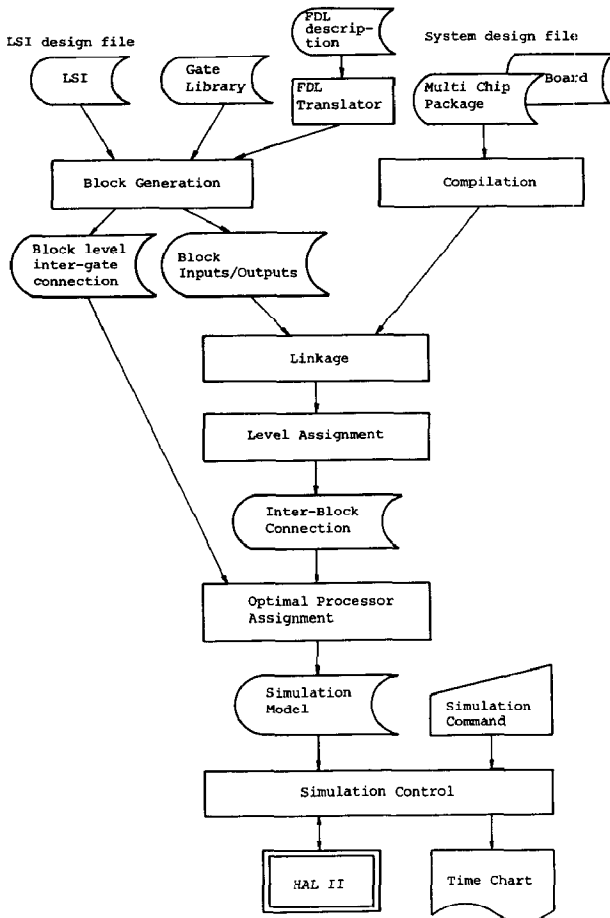 LSI design file
FDL
descrip-
tion
System design file
LSI
Gate
Library
FDL
Translator
Multi Chip
Package
Board
Block Generation
Compilation
Block level
inter-gate
connection
Block
Inputs/Outputs
Linkage
Level Assignment
Inter-Block
Connection
Optimal Processor
Assignment
Simulation
Model
Simulation
Command
Simulation Control
HAL II
Time Chart